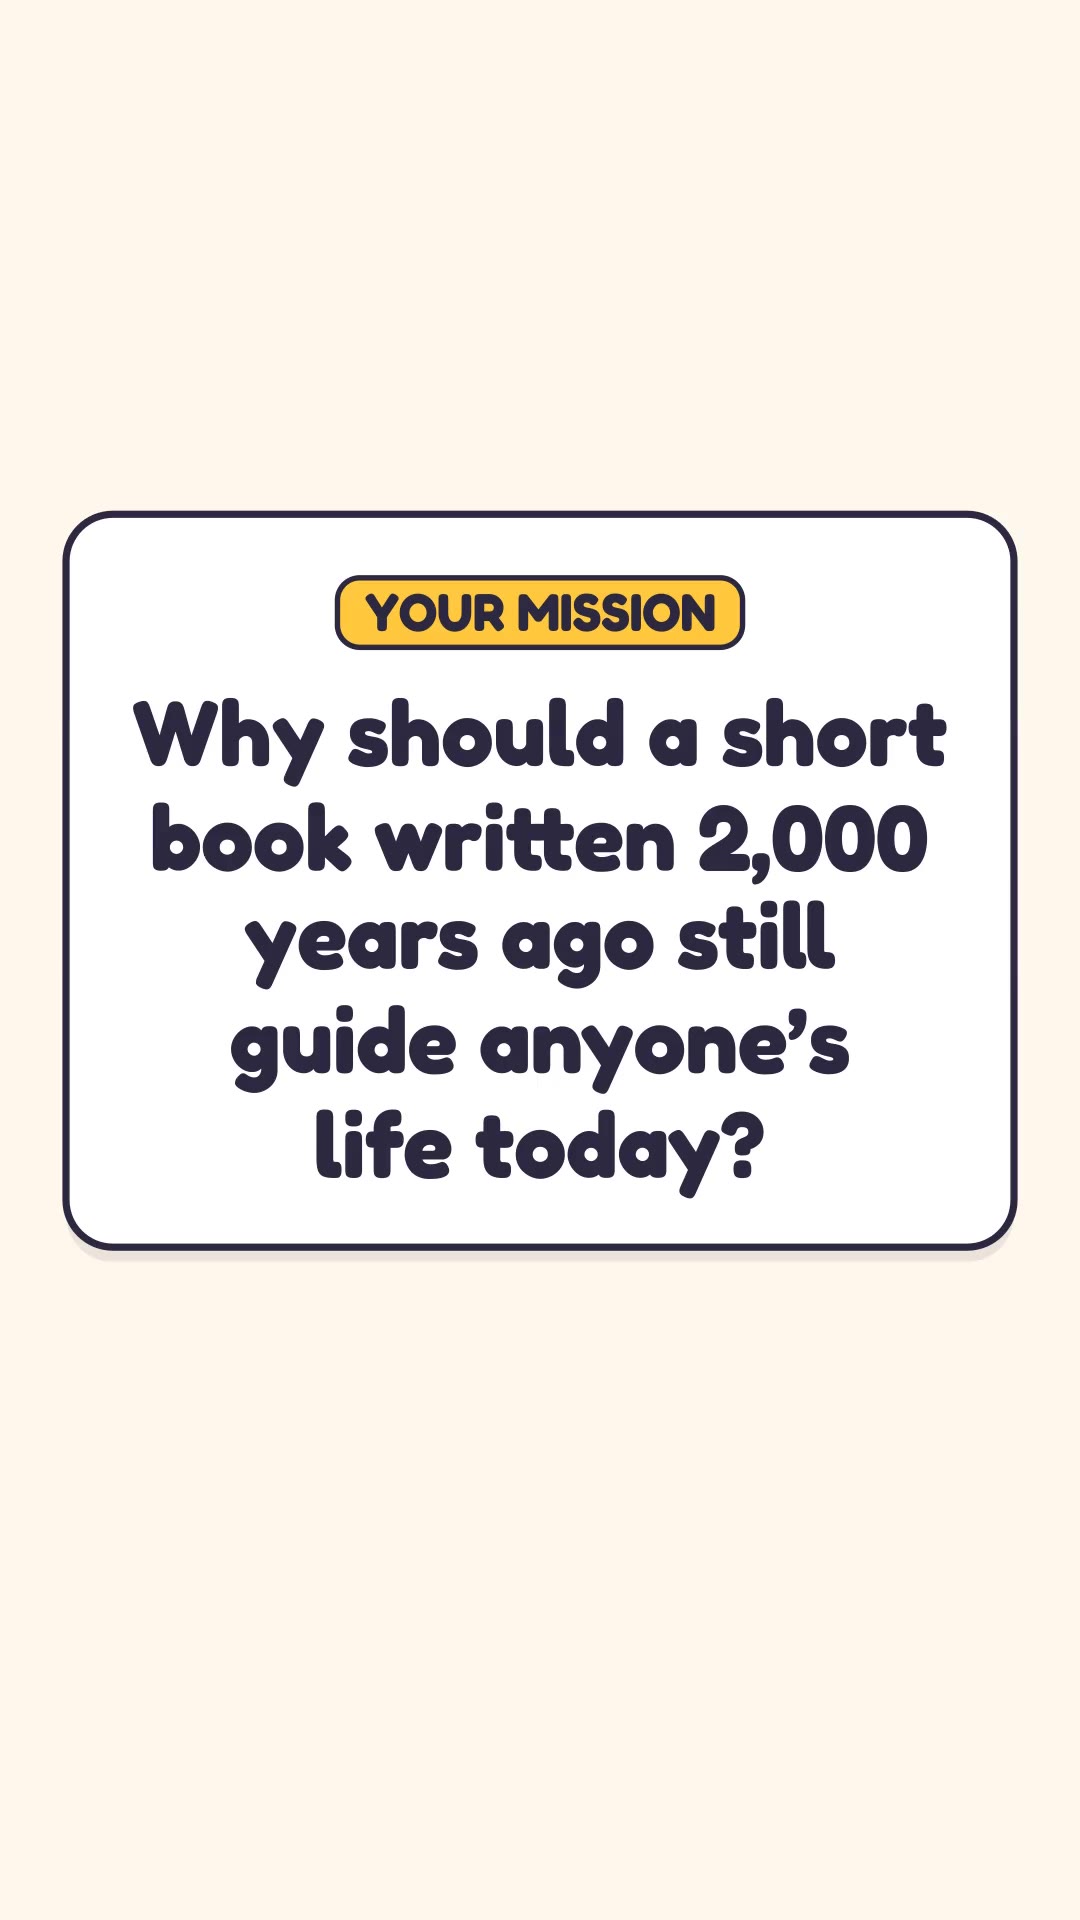 YOUR MISSION
Why should a short
book written 2,000
years ago still
guide anyone’s
life today?